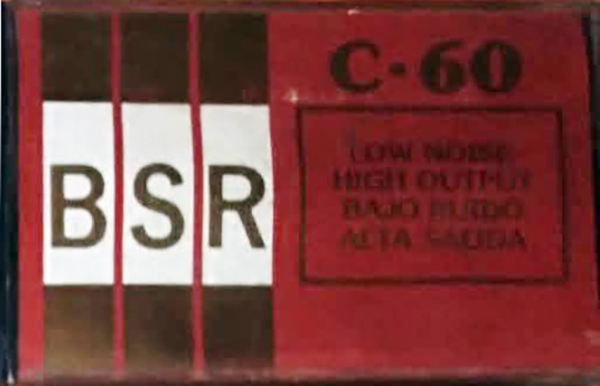 BSR
C-60
LOW NOISE
HIGH OUTPUT
BAJO RUIDO
ALTA SALIDA